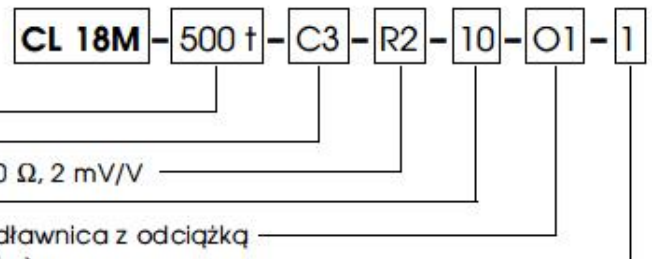 CL 18M - 500 t - C3 - R2 - 10 - O1 - 1
Ω, 2 mV/V
dławnica z odciążką